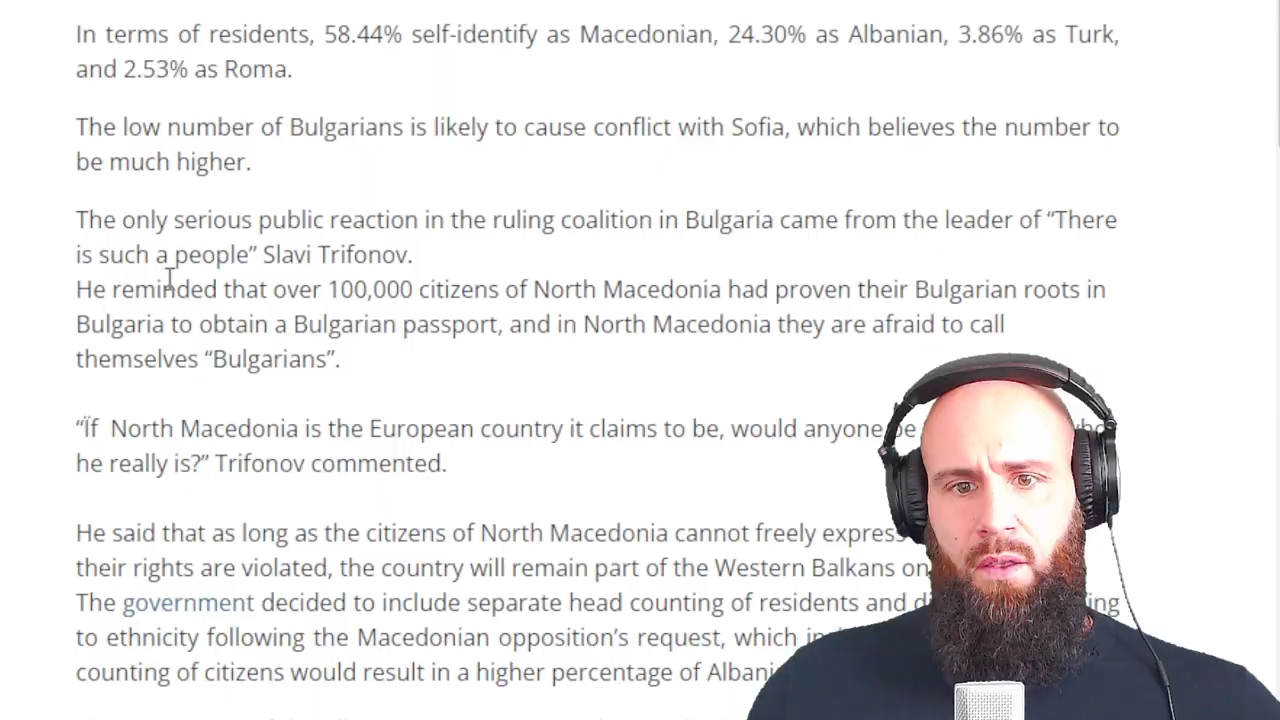 In terms of residents, 58.44% self-identify as Macedonian, 24.30% as Albanian, 3.86% as Turk,
and 2.53% as Roma.
The low number of Bulgarians is likely to cause conflict with Sofia, which believes the number to
be much higher.
The only serious public reaction in the ruling coalition in Bulgaria came from the leader of “There
is such a people” Slavi Trifonov.
He reminded that over 100,000 citizens of North Macedonia had proven their Bulgarian roots in
Bulgaria to obtain a Bulgarian passport, and in North Macedonia they are afraid to call
themselves “Bulgarians”.
“Ïf North Macedonia is the European country it claims to be, would anyone
he really is?” Trifonov commented.
He said that as long as the citizens of North Macedonia cannot freely express
their rights are violated, the country will remain part of the Western Balkans
The government decided to include separate head counting of residents and
to ethnicity following the Macedonian opposition’s request, which
counting of citizens would result in a higher percentage of